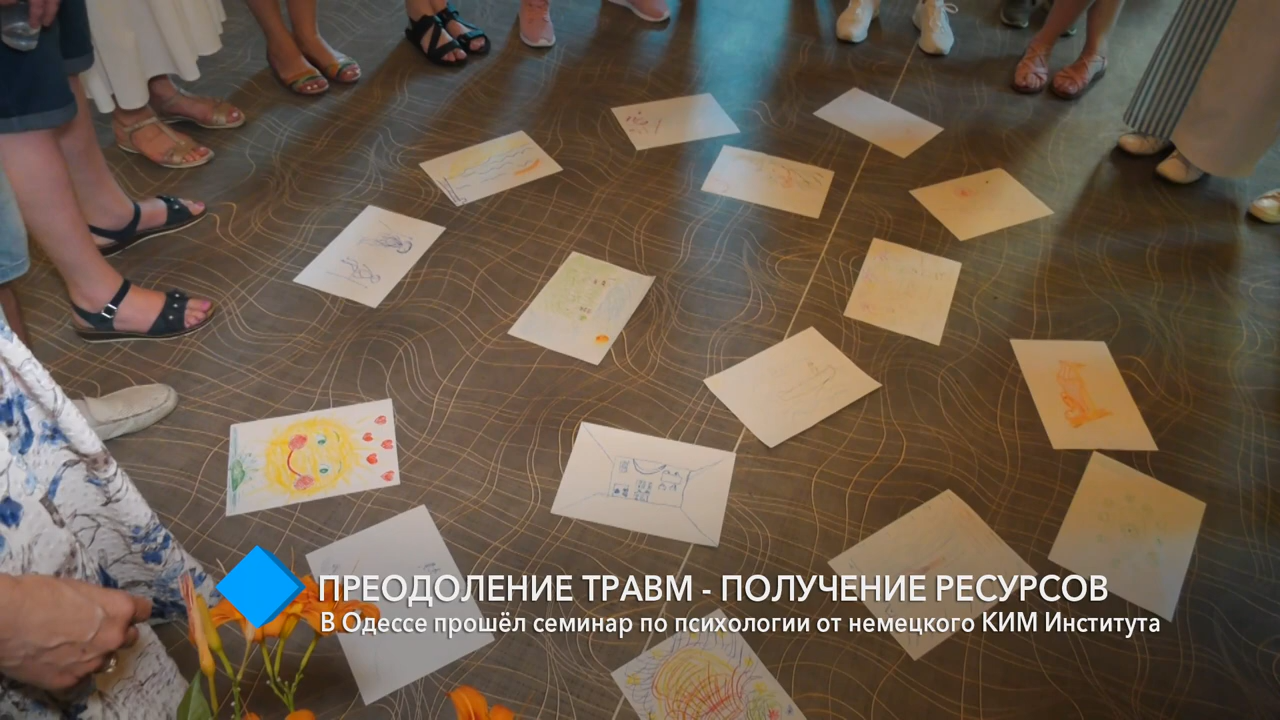 ПРЕОДОЛЕНИЕ ТРАВМ - ПОЛУЧЕНИЕ РЕСУРСОВ
В Одессе прошёл семинар по психологии от немецкого КИМ Института